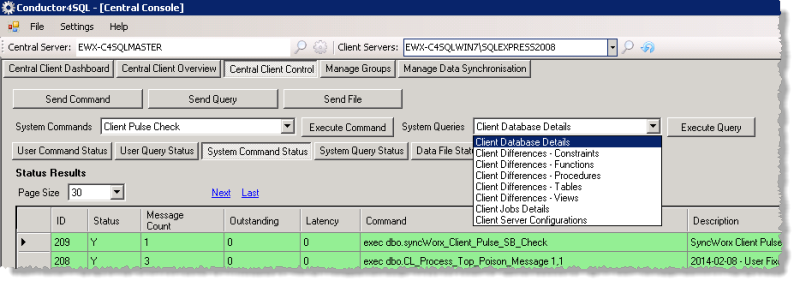 Conductor4SQL - [Central Console]
File Settings Help
Central Server: EWX-C4SQLMASTER Client Servers: EWX-C4SQLWIN7\SQLEXPRESS2008
Central Client Dashboard Central Client Overview Central Client Control Manage Groups Manage Data Synchronisation
Send Command Send Query Send File
System Commands Client Pulse Check Execute Command System Queries Client Database Details Execute Query
Client Database Details
Client Differences - Constraints
Client Differences - Functions
Client Differences - Procedures
Client Differences - Tables
Client Differences - Views
Client Jobs Details
Client Server Configurations
User Command Status User Query Status System Command Status System Query Status Data File
Status Results
Page Size 30 Next Last
ID Status Message Count Outstanding Latency Command Description
209 Y 1 0 0 exec dbo.syncWorx_Client_Pulse_SB_Check SyncWorx Client Pulse
208 Y 3 0 0 exec dbo.CL_Process_Top_Poison_Message 1,1 2014-02-08 - User Fix